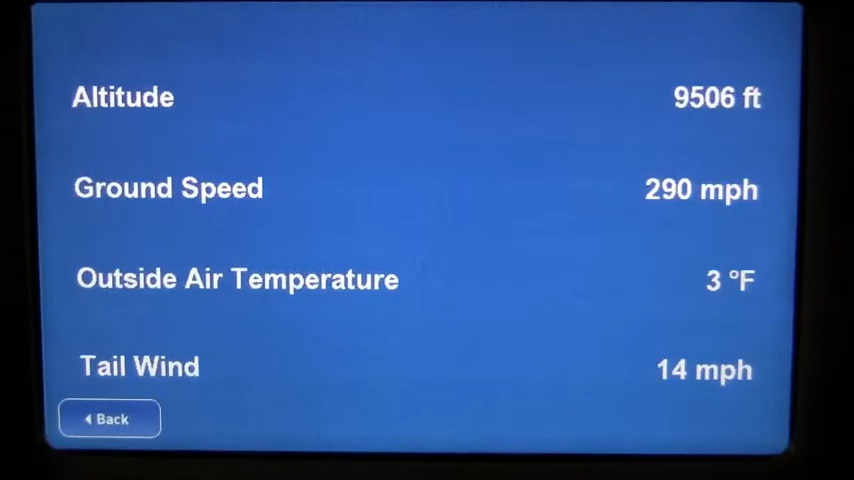 Altitude 9506 ft
Ground Speed 290 mph
Outside Air Temperature 3 °F
Tail Wind 14 mph
Back